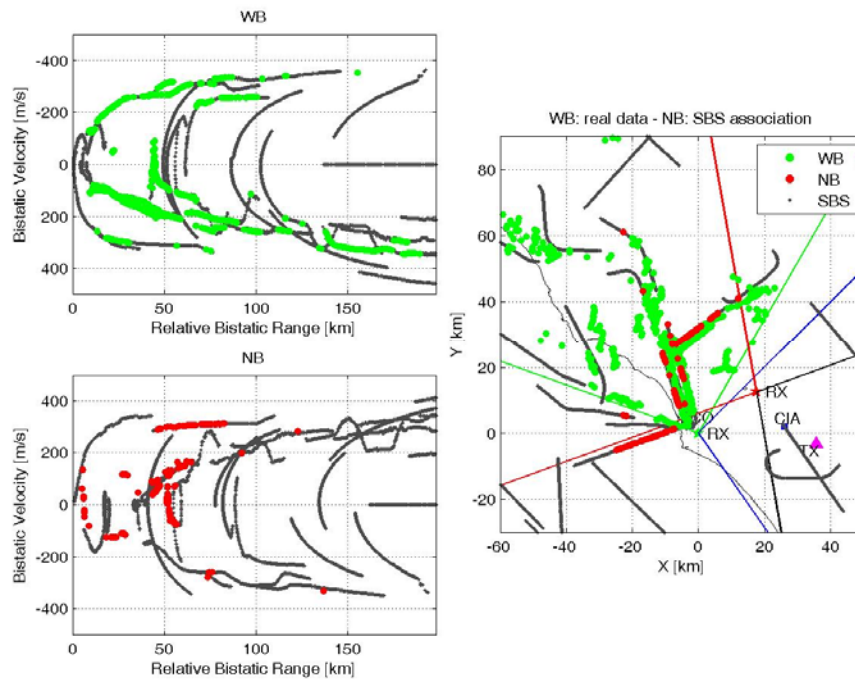 WB
-400
-200
0
200
400
Bistatic Velocity [m/s]
0 50 100 150
Relative Bistatic Range [km]
NB
400
200
0
-200
-400
Bistatic Velocity [m/s]
0 50 100 150
Relative Bistatic Range [km]
WB: real data - NB: SBS association
WB
NB
SBS
80
60
40
20
0
-20
Y [km]
RX
CO
RX
CIA
TX
-60 -40 -20 0 20 40
X [km]